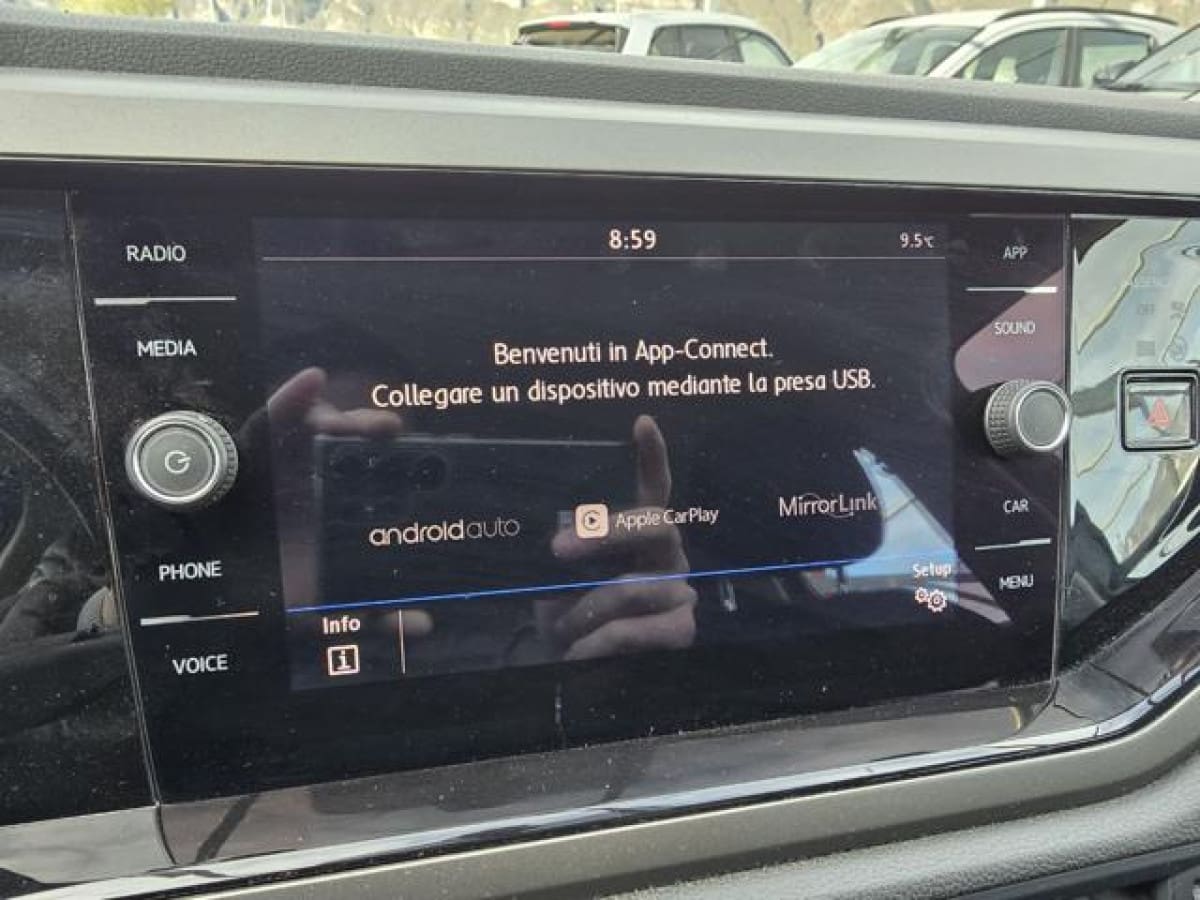 8:59
9.5°C
RADIO
MEDIA
PHONE
VOICE
Benvenuti in App-Connect.
Collegare un dispositivo mediante la presa USB.
androidauto
Apple CarPlay
MirrorLink
Info
i
Setup
APP
SOUND
CAR
MENU